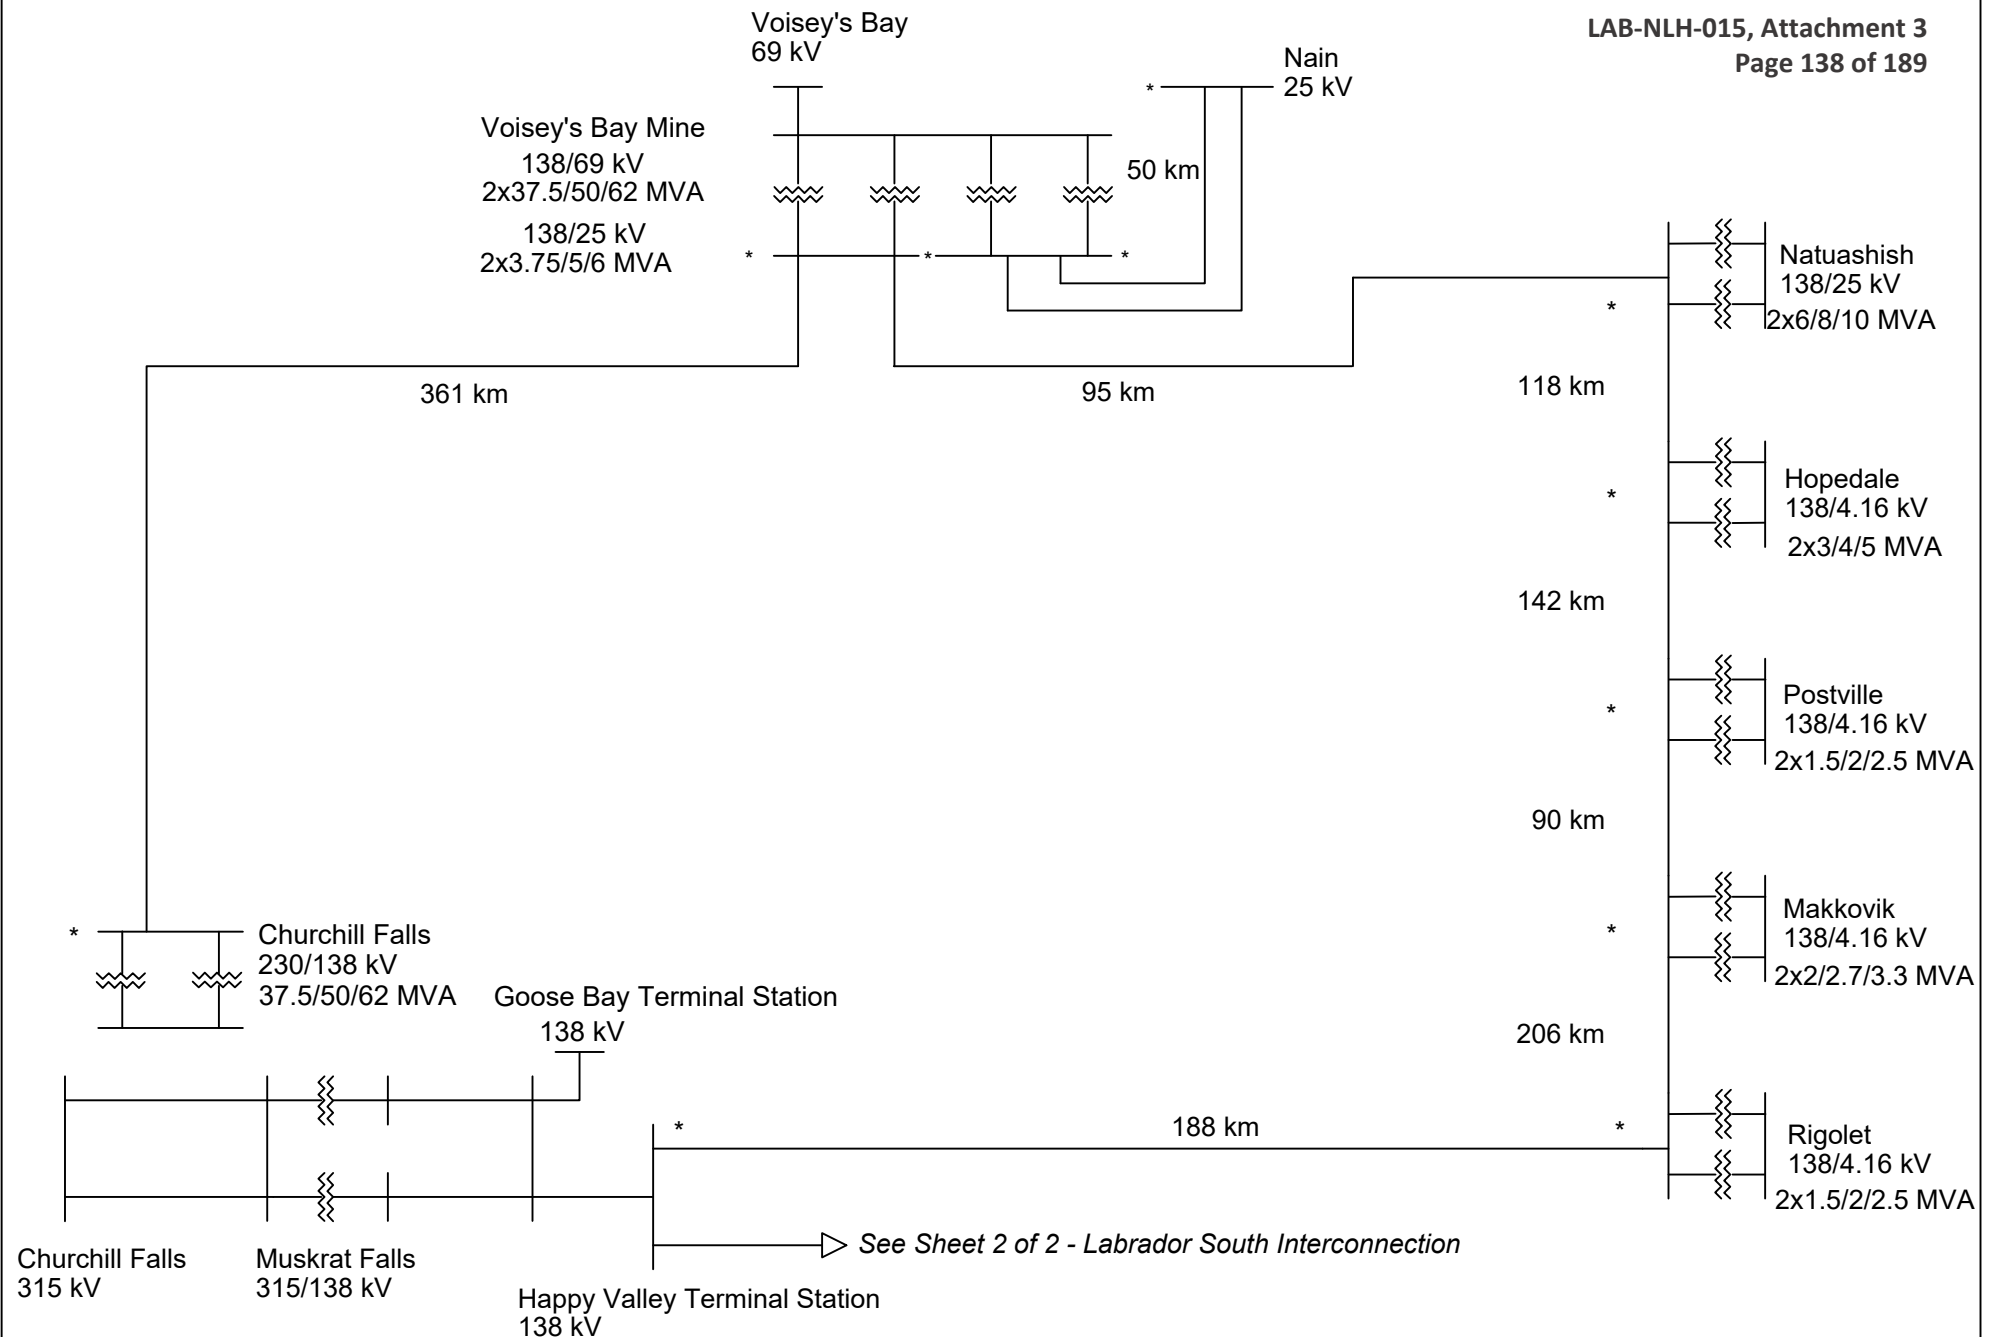 LAB-NLH-015, Attachment 3
Page 138 of 189
Voisey's Bay
69 kV
Nain
25 kV
*
Voisey's Bay Mine
138/69 kV
2x37.5/50/62 MVA
138/25 kV
2x3.75/5/6 MVA
*
*
*
50 km
361 km
95 km
Natuashish
138/25 kV
2x6/8/10 MVA
*
118 km
Hopedale
138/4.16 kV
2x3/4/5 MVA
*
142 km
Postville
138/4.16 kV
2x1.5/2/2.5 MVA
*
90 km
Makkovik
138/4.16 kV
2x2/2.7/3.3 MVA
*
206 km
Rigolet
138/4.16 kV
2x1.5/2/2.5 MVA
*
188 km
*
*
Churchill Falls
230/138 kV
37.5/50/62 MVA
Goose Bay Terminal Station
138 kV
See Sheet 2 of 2 - Labrador South Interconnection
Churchill Falls
315 kV
Muskrat Falls
315/138 kV
Happy Valley Terminal Station
138 kV